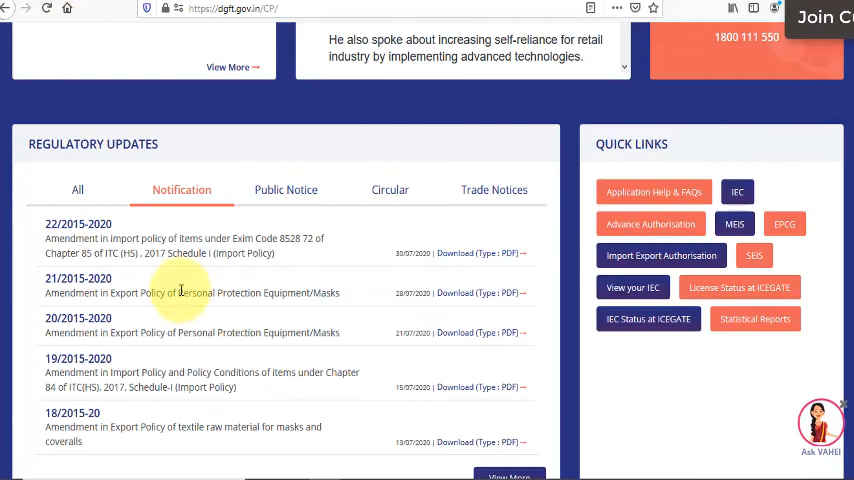 https://dgft.gov.in/CP/
Join C
He also spoke about increasing self-reliance for retail
industry by implementing advanced technologies.
View More
1800 111 550
REGULATORY UPDATES
All
Notification
Public Notice
Circular
Trade Notices
22/2015-2020
Amendment in import policy of items under Exim Code 8528 72 of
Chapter 85 of ITC (HS) , 2017 Schedule I (Import Policy)
30/07/2020 | Download (Type : PDF)
21/2015-2020
Amendment in Export Policy of Personal Protection Equipment/Masks
28/07/2020 | Download (Type : PDF)
20/2015-2020
Amendment in Export Policy of Personal Protection Equipment/Masks
21/07/2020 | Download (Type : PDF)
19/2015-2020
Amendment in Import Policy and Policy Conditions of items under Chapter
84 of ITC(HS), 2017, Schedule-I (Import Policy)
15/07/2020 | Download (Type : PDF)
18/2015-20
Amendment in Export Policy of textile raw material for masks and
coveralls
13/07/2020 | Download (Type : PDF)
View More
QUICK LINKS
Application Help & FAQs
IEC
Advance Authorisation
MEIS
EPCG
Import Export Authorisation
SEIS
View your IEC
License Status at ICEGATE
IEC Status at ICEGATE
Statistical Reports
Ask VAHEI